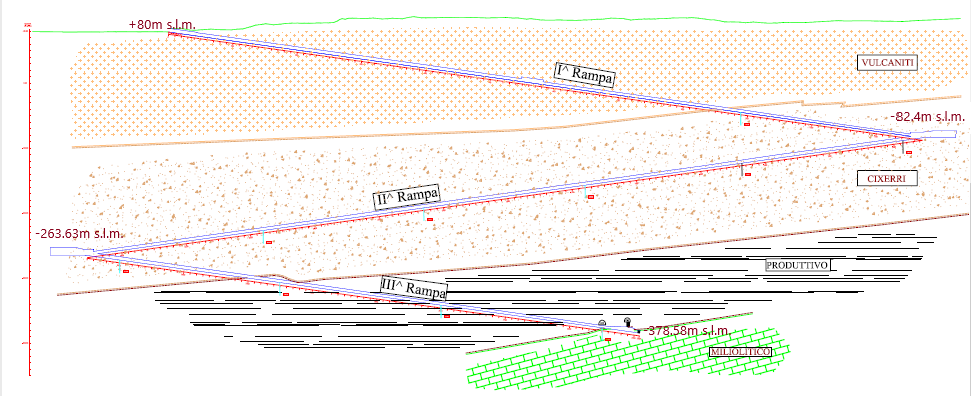 +80m s.l.m.
I^ Rampa
VULCANITI
-82,4m s.l.m.
CIXERRI
II^ Rampa
-263.63m s.l.m.
PRODUTTIVO
III^ Rampa
-378,58m s.l.m.
MILIOLITICO